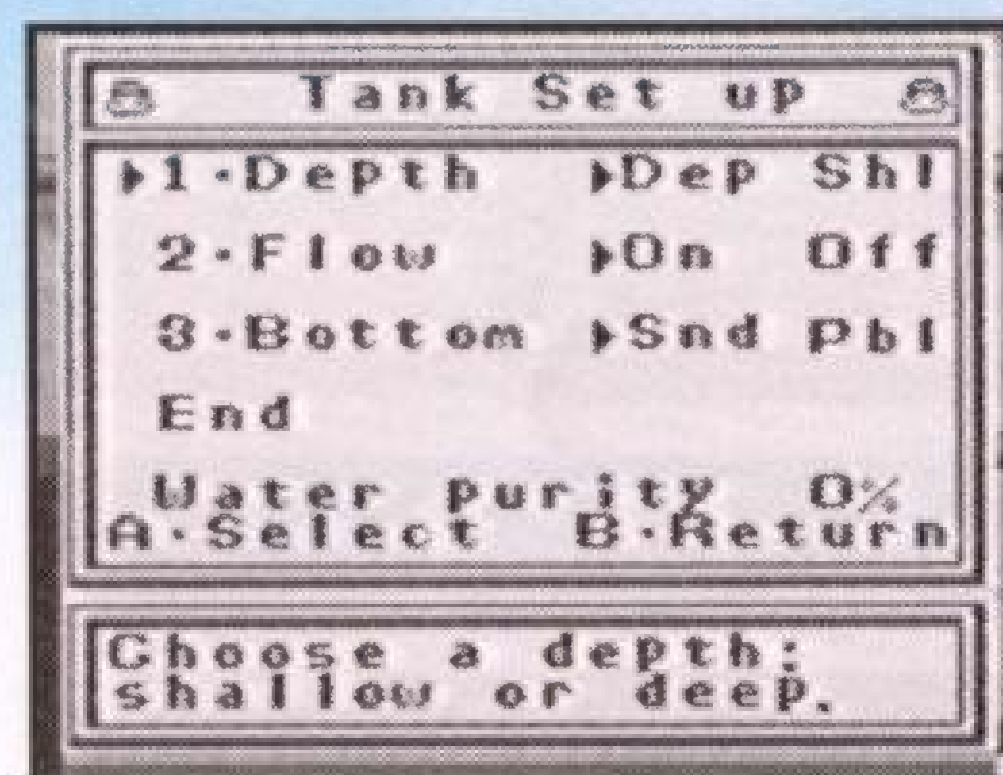 Tank Set up
1·Depth Dep Shl
2·Flow On Off
3·Bottom Snd Pbl
End
Water purity 0%
A·Select B·Return
Choose a depth:
shallow or deep.